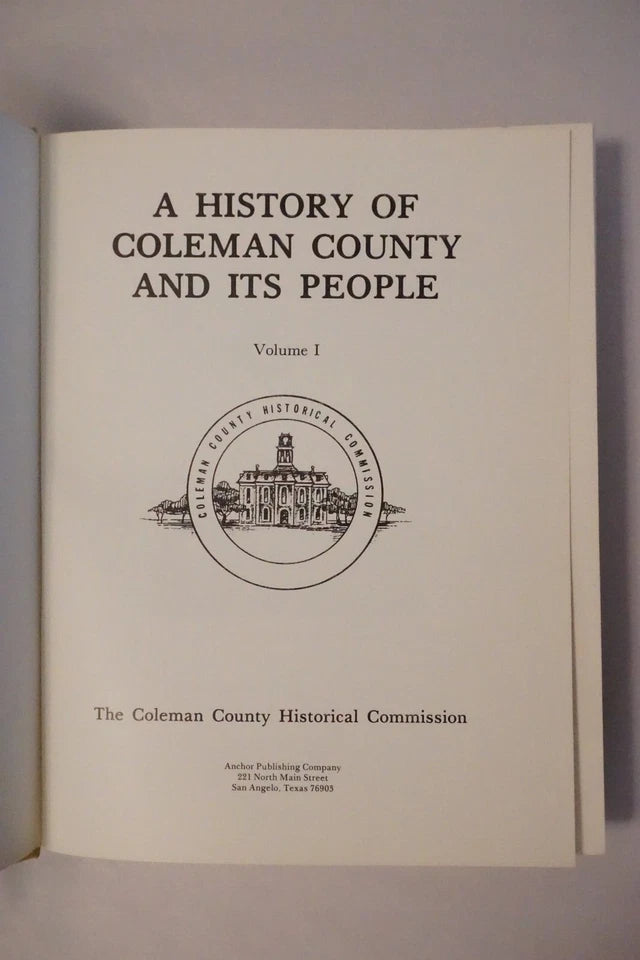 A HISTORY OF
COLEMAN COUNTY
AND ITS PEOPLE
Volume I
COLEMAN COUNTY HISTORICAL COMMISSION
The Coleman County Historical Commission
Anchor Publishing Company
221 North Main Street
San Angelo, Texas 76903